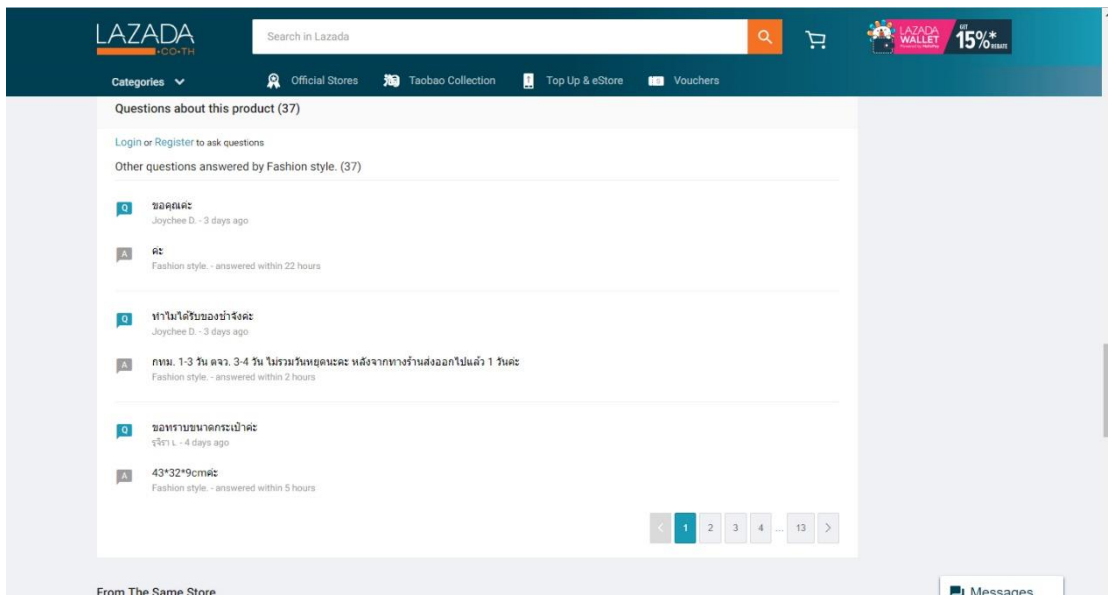 LAZADA
.CO.TH
Search in Lazada
LAZADA
WALLET
GET
15%*
REBATE
Categories
Official Stores
Taobao Collection
Top Up & eStore
Vouchers
Questions about this product (37)
Login or Register to ask questions
Other questions answered by Fashion style. (37)
Q
ขอคุณค่ะ
Joychee D. - 3 days ago
A
ค่ะ
Fashion style. - answered within 22 hours
Q
ทำไมได้รับของช้าจังค่ะ
Joychee D. - 3 days ago
A
กทม. 1-3 วัน ตจว. 3-4 วัน ไม่รวมวันหยุดนะคะ หลังจากทางร้านส่งออกไปแล้ว 1 วันค่ะ
Fashion style. - answered within 2 hours
Q
ขอทราบขนาดกระเป๋าค่ะ
รุจิรา เ. - 4 days ago
A
43*32*9cmค่ะ
Fashion style. - answered within 5 hours
< 1 2 3 4 ... 13 >
From The Same Store
Messages